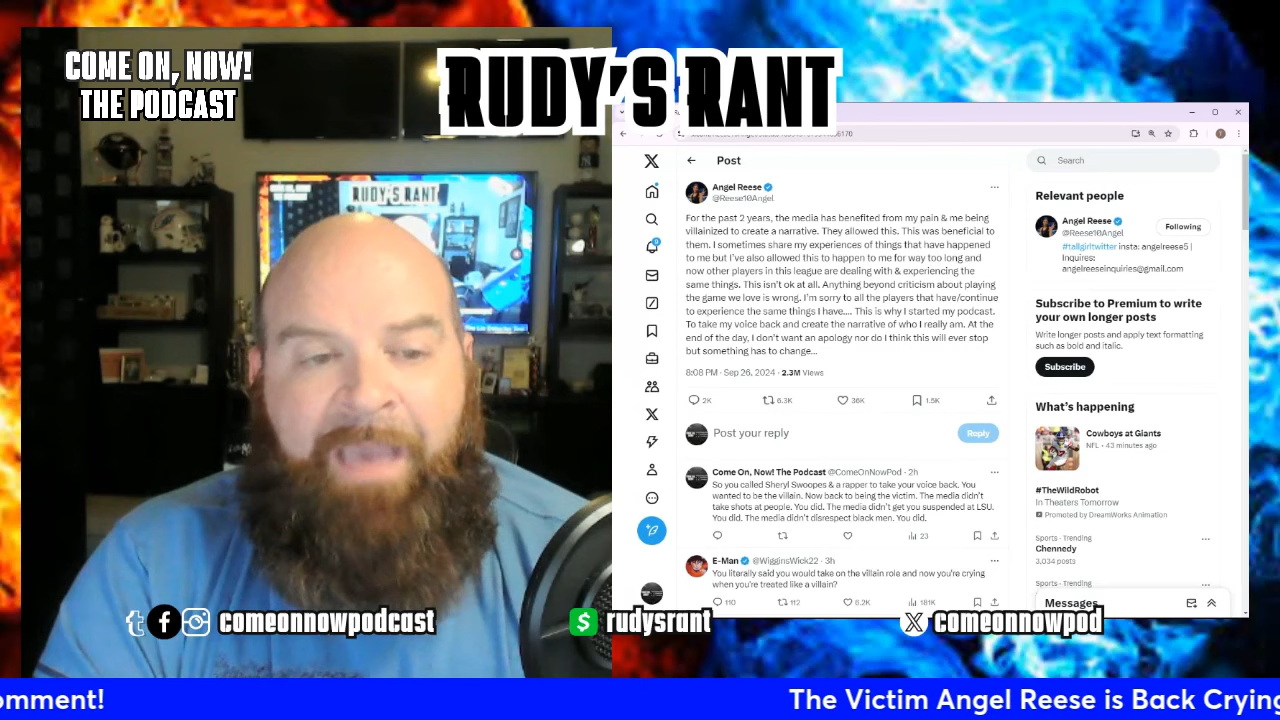 COME ON, NOW!
THE PODCAST
RUDY'S RANT
RUDY'S RANT
Post
Search
Angel Reese
@Reese10Angel
For the past 2 years, the media has benefited from my pain & me being
villainized to create a narrative. They allowed this. This was beneficial to
them. I sometimes share my experiences of things that have happened
to me but I've also allowed this to happen to me for way too long and
now other players in this league are dealing with & experiencing the
same things. This isn't ok at all. Anything beyond criticism about playing
the game we love is wrong. I'm sorry to all the players that have/continue
to experience the same things I have.... This is why I started my podcast.
To take my voice back and create the narrative of who I really am. At the
end of the day, I don't want an apology nor do I think this will ever stop
but something has to change...
8:08 PM · Sep 26, 2024 · 2.3M Views
2K 6.3K 36K 1.5K
Post your reply
Reply
Come On, Now! The Podcast @ComeOnNowPod · 2h
So you called Sheryl Swoopes & a rapper to take your voice back. You
wanted to be the villain. Now back to being the victim. The media didn't
take shots at people. You did. The media didn't get you suspended at LSU.
You did. The media didn't disrespect black men. You did.
23
E-Man @WigginsWick22 · 3h
You literally said you would take on the villain role and now you're crying
when you're treated like a villain?
110 112 6.2K 181K
Relevant people
Angel Reese
@Reese10Angel
Following
#tallgirltwitter insta: angelreese5 |
Inquires:
angelreeseinquiries@gmail.com
Subscribe to Premium to write
your own longer posts
Write longer posts and apply text formatting
such as bold and italic.
Subscribe
What's happening
Cowboys at Giants
NFL · 43 minutes ago
#TheWildRobot
In Theaters Tomorrow
Promoted by DreamWorks Animation
Sports · Trending
Chennedy
3,034 posts
Sports · Trending
Messages
comeonnowpodcast
rudysrant
comeonnowpod
omment!
The Victim Angel Reese is Back Crying